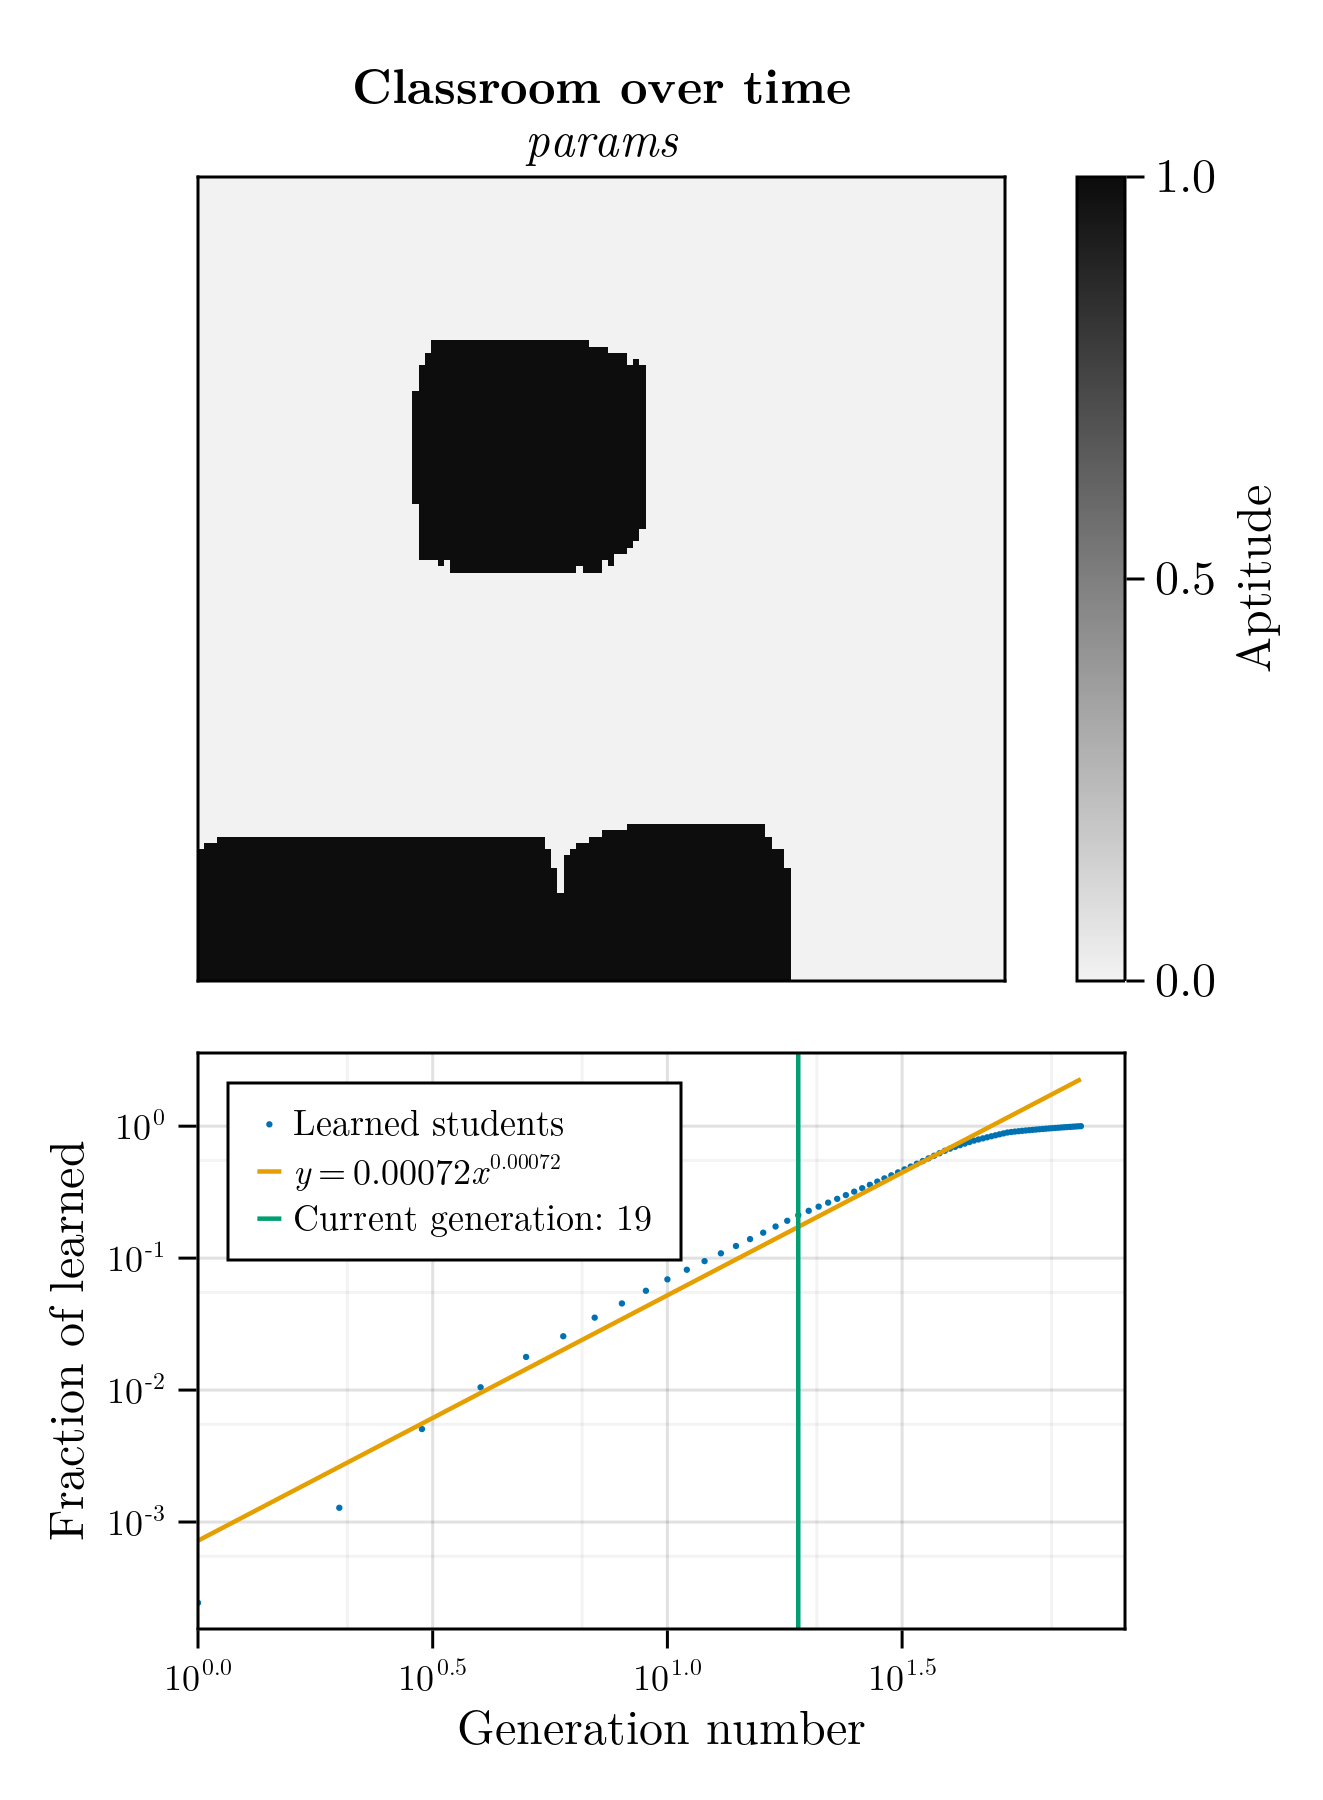 Classroom over time
params
1.0
0.5
0.0
Aptitude
Learned students
y = 0.00072x^0.00072
Current generation: 19
10^0
10^-1
10^-2
10^-3
Fraction of learned
10^0.0 10^0.5 10^1.0 10^1.5
Generation number